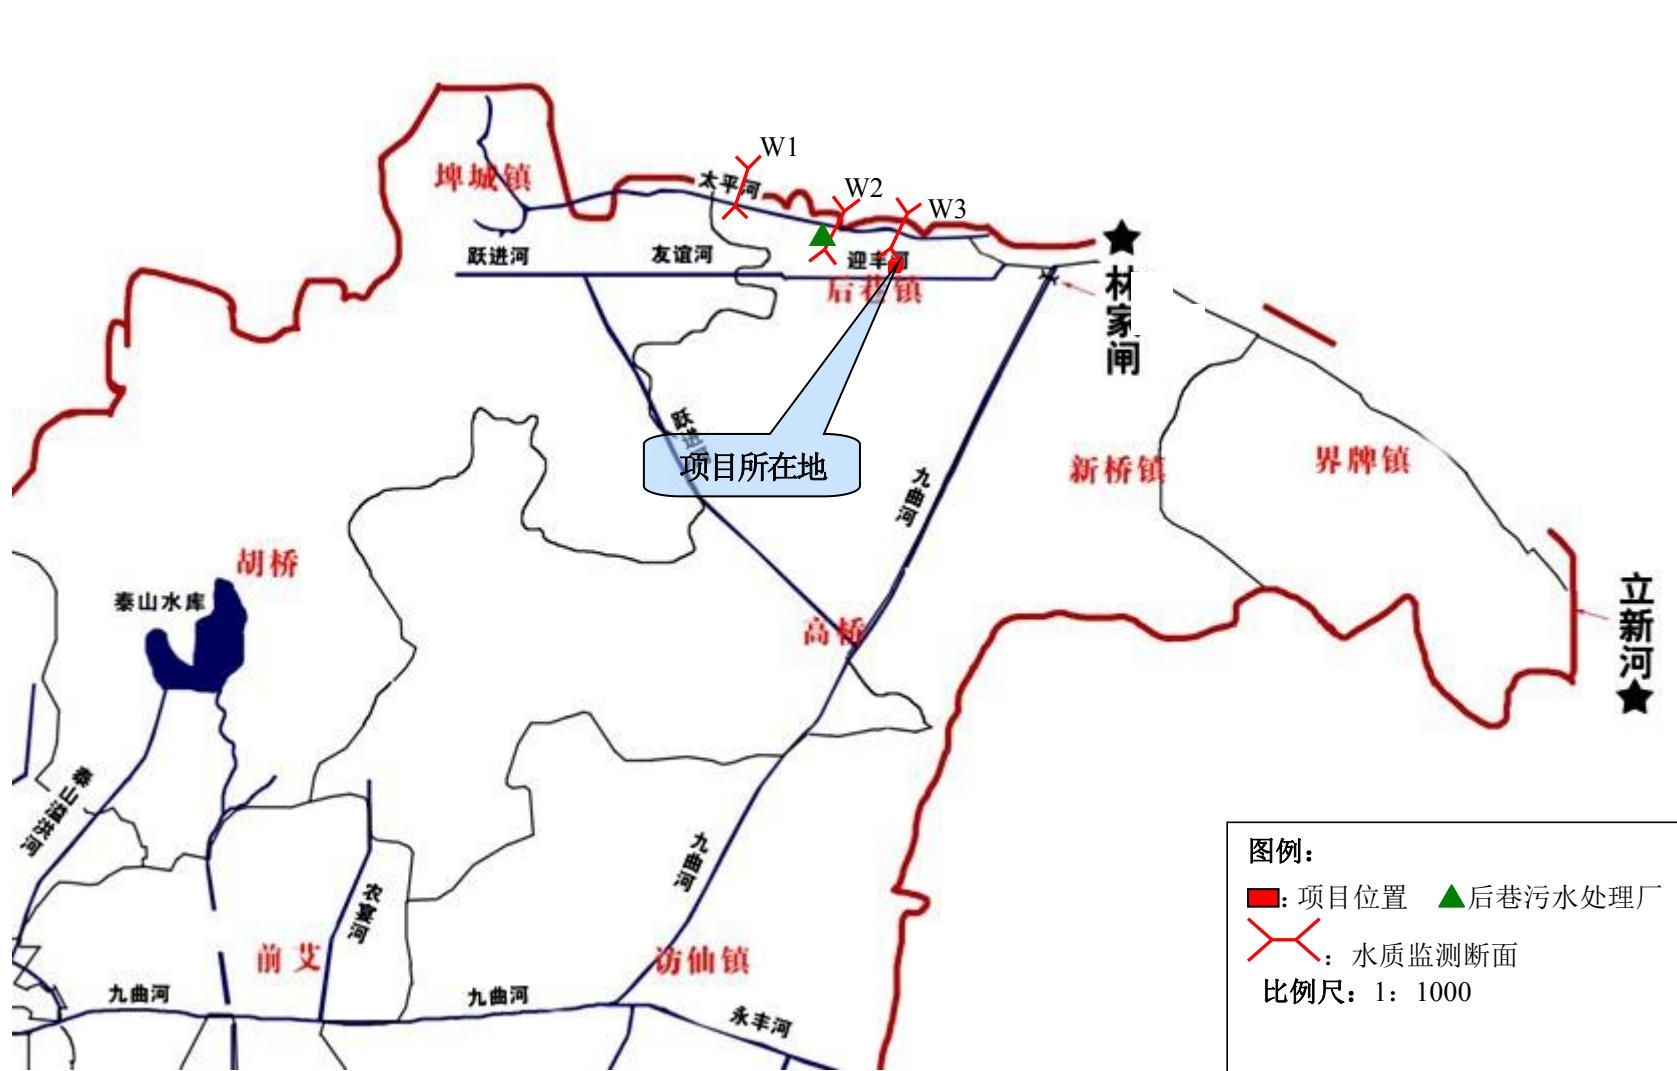 W1
埤城镇
太平河
W2
W3
跃进河
友谊河
迎丰河
后巷镇
林家闸
跃进
项目所在地
九曲河
新桥镇
界牌镇
胡桥
泰山水库
高桥
立新河
泰山溢洪河
九曲河
农宴河
前艾
访仙镇
九曲河
九曲河
永丰河
图例：
：项目位置
后巷污水处理厂
：水质监测断面
比例尺：1：1000